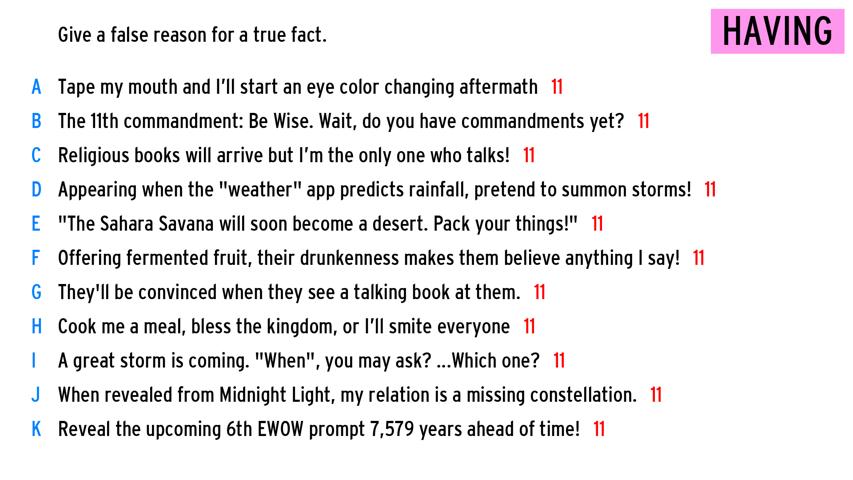 Give a false reason for a true fact.
HAVING
A Tape my mouth and I'll start an eye color changing aftermath 11
B The 11th commandment: Be Wise. Wait, do you have commandments yet? 11
C Religious books will arrive but I'm the only one who talks! 11
D Appearing when the "weather" app predicts rainfall, pretend to summon storms! 11
E "The Sahara Savana will soon become a desert. Pack your things!" 11
F Offering fermented fruit, their drunkenness makes them believe anything I say! 11
G They'll be convinced when they see a talking book at them. 11
H Cook me a meal, bless the kingdom, or I'll smite everyone 11
I A great storm is coming. "When", you may ask? ...Which one? 11
J When revealed from Midnight Light, my relation is a missing constellation. 11
K Reveal the upcoming 6th EWOW prompt 7,579 years ahead of time! 11